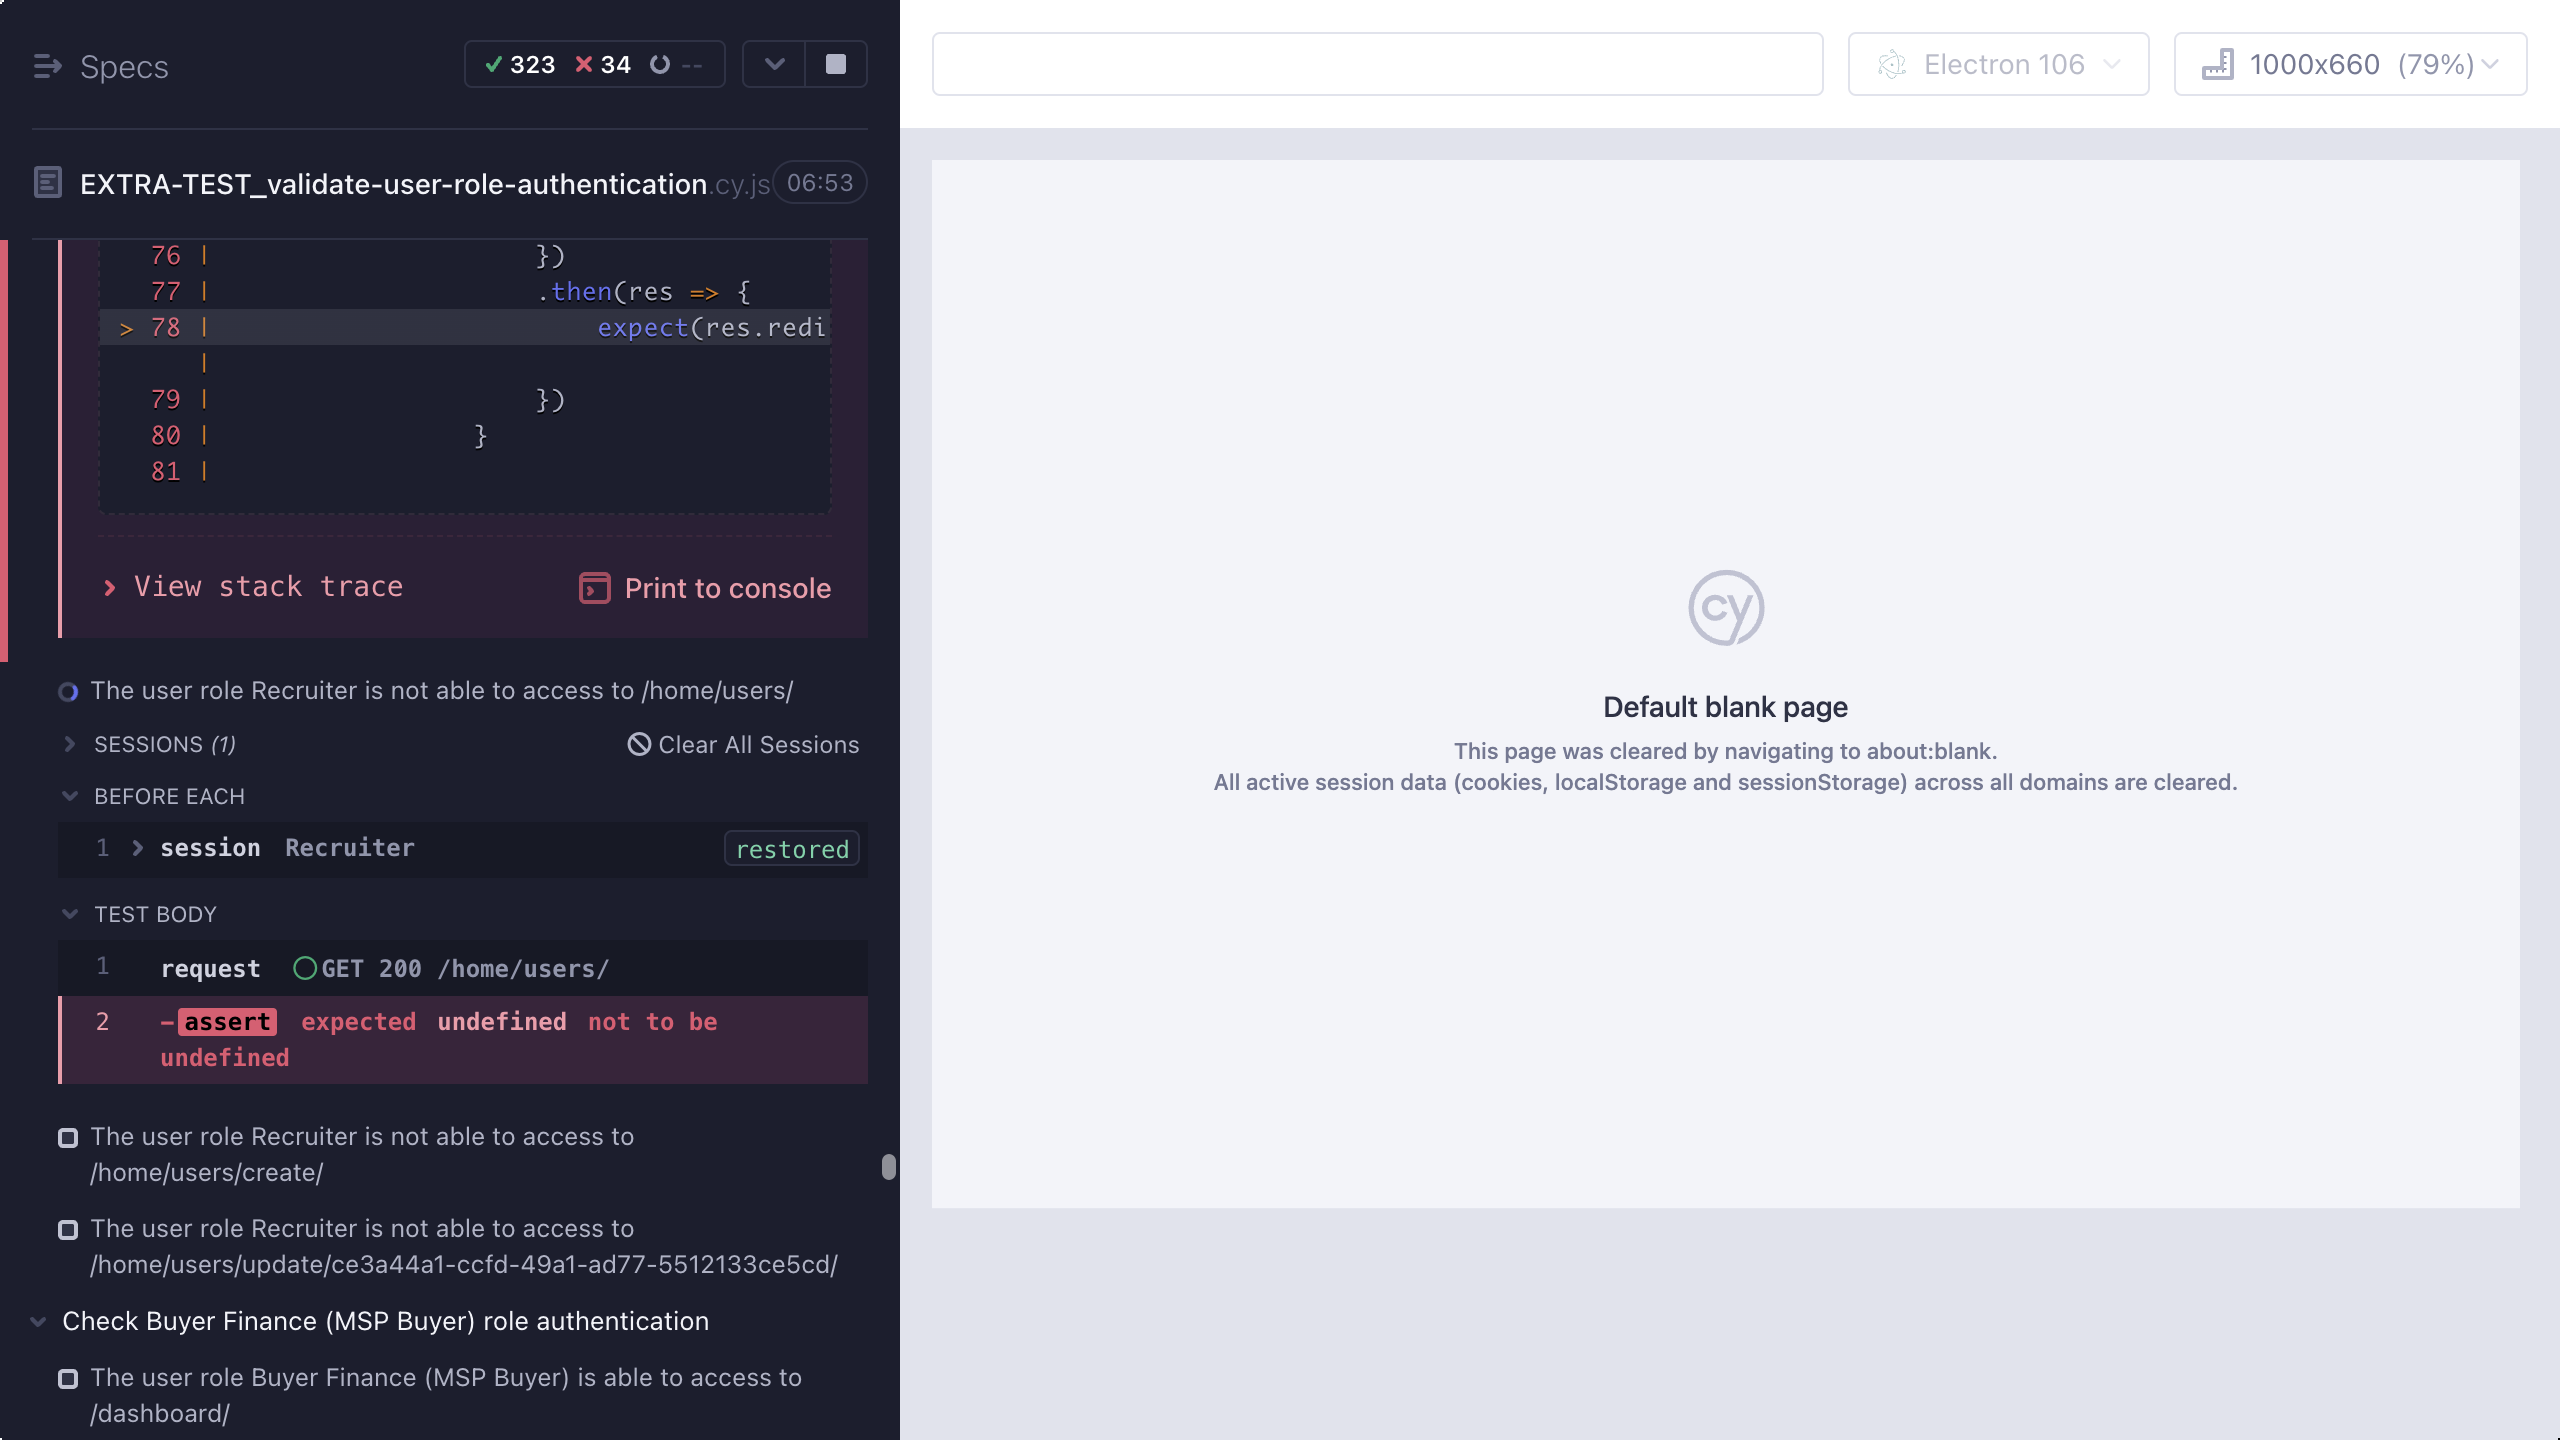 Specs
323 34 --
EXTRA-TEST_validate-user-role-authentication.cy.js 06:53
76 | })
77 | .then(res => {
> 78 | expect(res.redi
|
79 | })
80 | }
81 |
View stack trace
Print to console
The user role Recruiter is not able to access to /home/users/
SESSIONS (1)
Clear All Sessions
BEFORE EACH
1 session Recruiter restored
TEST BODY
1 request GET 200 /home/users/
2 -assert expected undefined not to be
undefined
The user role Recruiter is not able to access to
/home/users/create/
The user role Recruiter is not able to access to
/home/users/update/ce3a44a1-ccfd-49a1-ad77-5512133ce5cd/
Check Buyer Finance (MSP Buyer) role authentication
The user role Buyer Finance (MSP Buyer) is able to access to
/dashboard/
Electron 106
1000x660 (79%)
cy
Default blank page
This page was cleared by navigating to about:blank.
All active session data (cookies, localStorage and sessionStorage) across all domains are cleared.